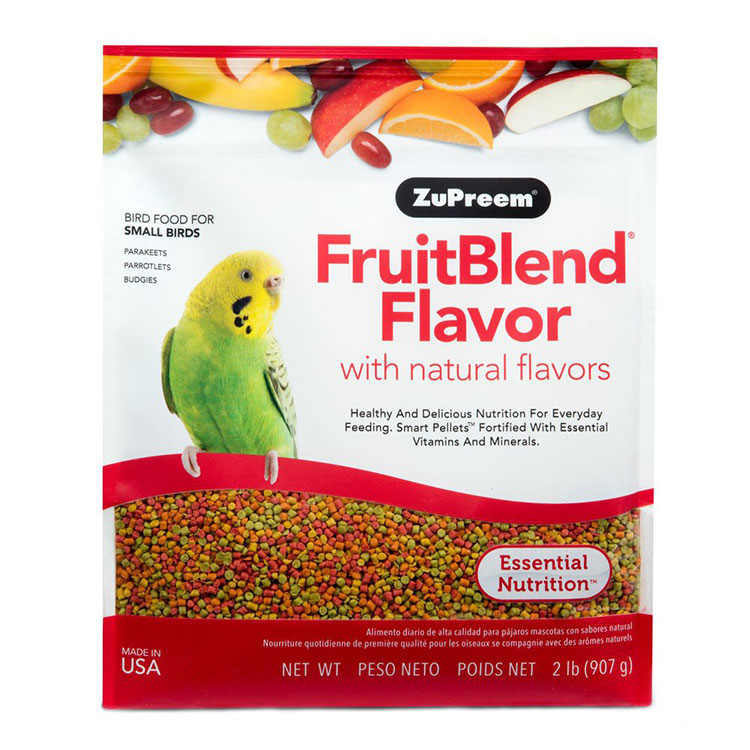 ZuPreem®
BIRD FOOD FOR
SMALL BIRDS
PARAKEETS
PARROTLETS
BUDGIES
FruitBlend®
Flavor
with natural flavors
Healthy And Delicious Nutrition For Everyday
Feeding. Smart Pellets™ Fortified With Essential
Vitamins And Minerals.
Essential
Nutrition™
Alimento diario de alta calidad para pájaros mascotas con sabores natural
Nourriture quotidienne de première qualité pour les oiseaux se compagnie avec des arômes naturels
MADE IN
USA
NET WT PESO NETO POIDS NET 2 lb (907 g)